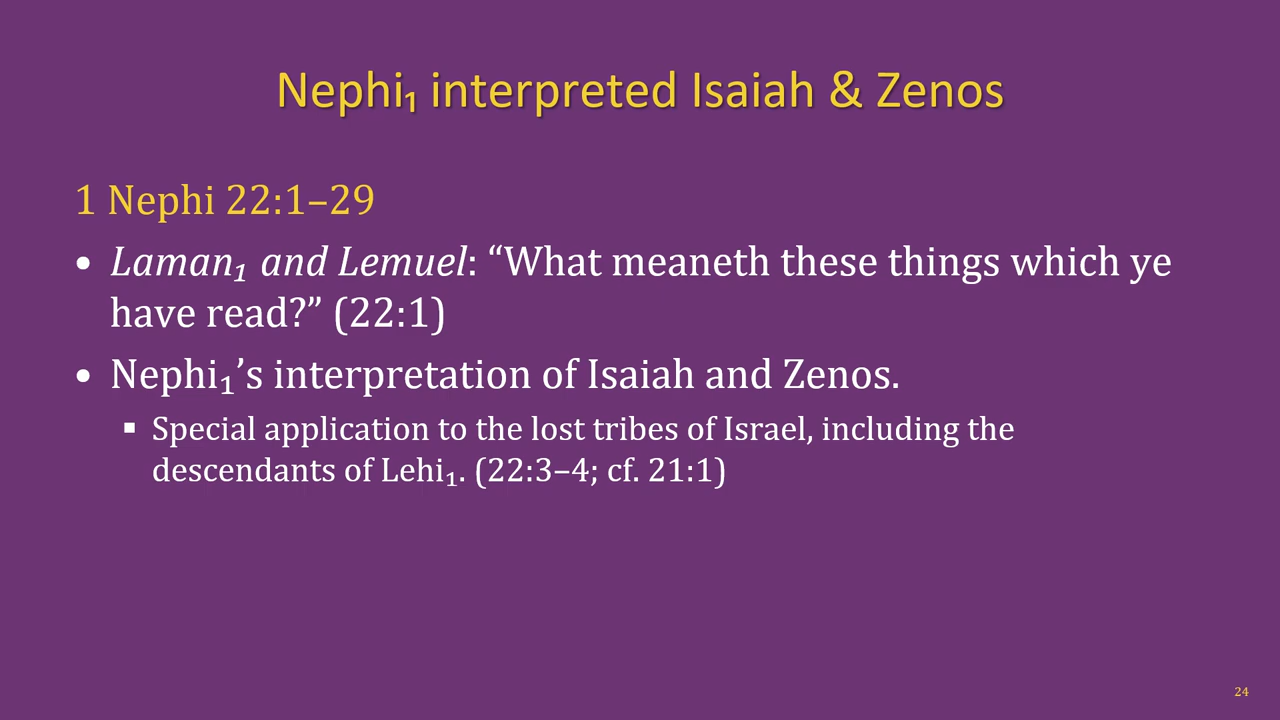 Nephi₁ interpreted Isaiah & Zenos
1 Nephi 22:1–29
• Laman₁ and Lemuel: “What meaneth these things which ye
have read?” (22:1)
• Nephi₁’s interpretation of Isaiah and Zenos.
▪ Special application to the lost tribes of Israel, including the
descendants of Lehi₁. (22:3–4; cf. 21:1)
24